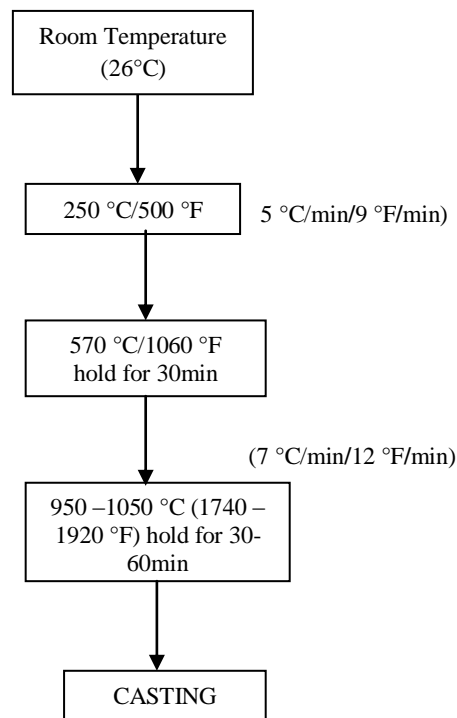 Room Temperature
(26°C)
250 °C/500 °F
5 °C/min/9 °F/min)
570 °C/1060 °F
hold for 30min
(7 °C/min/12 °F/min)
950 –1050 °C (1740 –
1920 °F) hold for 30-
60min
CASTING